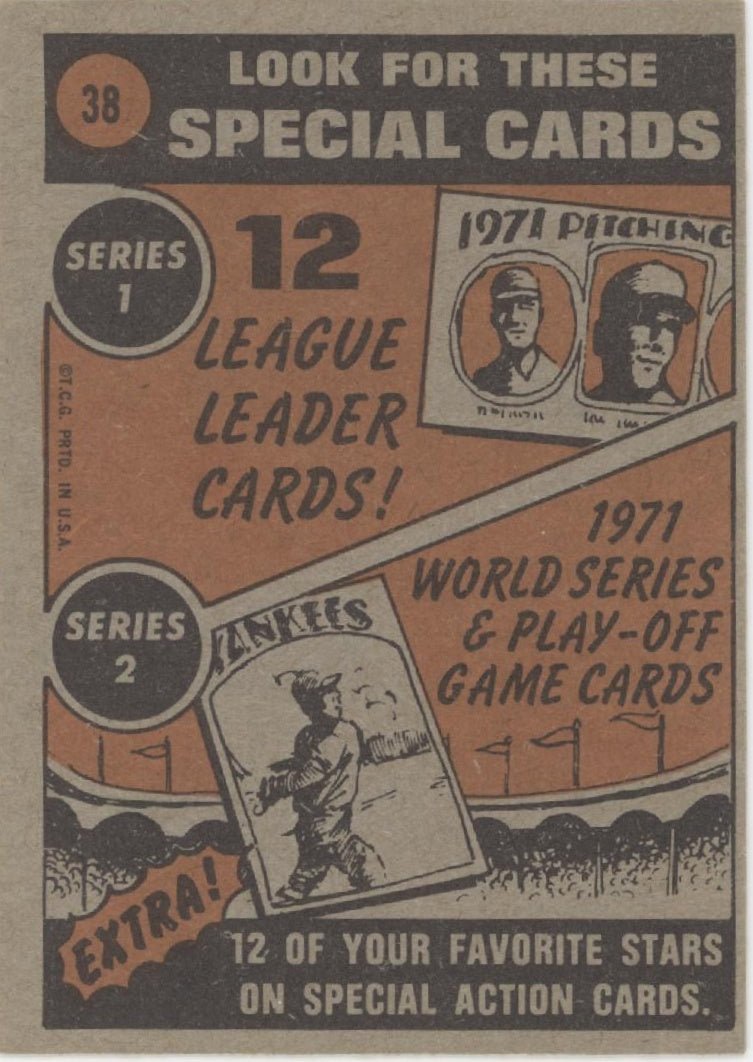 38
LOOK FOR THESE
SPECIAL CARDS
SERIES
1
12
LEAGUE
LEADER
CARDS!
1971 PITCHING
©T.C.G. PRTD. IN U.S.A.
1971
WORLD SERIES
& PLAY-OFF
GAME CARDS
SERIES
2
YANKEES
EXTRA!
12 OF YOUR FAVORITE STARS
ON SPECIAL ACTION CARDS.